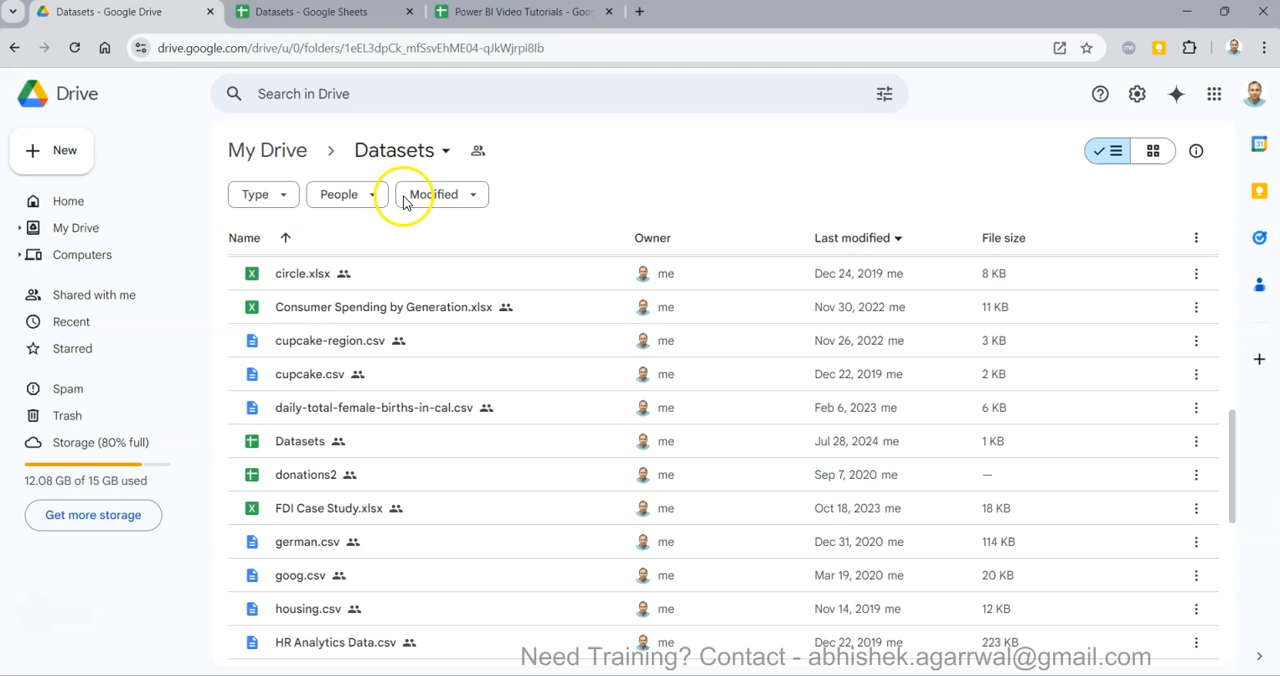 Datasets - Google Drive
Datasets - Google Sheets
Power BI Video Tutorials - Goo
drive.google.com/drive/u/0/folders/1eEL3dpCk_mfSsvEhME04-qJkWjrpi8Ib
Drive
Search in Drive
New
My Drive
Datasets
Type
People
Modified
Home
My Drive
Computers
Shared with me
Recent
Starred
Spam
Trash
Storage (80% full)
12.08 GB of 15 GB used
Get more storage
Name Owner Last modified File size
circle.xlsx me Dec 24, 2019 me 8 KB
Consumer Spending by Generation.xlsx me Nov 30, 2022 me 11 KB
cupcake-region.csv me Nov 26, 2022 me 3 KB
cupcake.csv me Dec 22, 2019 me 2 KB
daily-total-female-births-in-cal.csv me Feb 6, 2023 me 6 KB
Datasets me Jul 28, 2024 me 1 KB
donations2 me Sep 7, 2020 me —
FDI Case Study.xlsx me Oct 18, 2023 me 18 KB
german.csv me Dec 31, 2020 me 114 KB
goog.csv me Mar 19, 2020 me 20 KB
housing.csv me Nov 14, 2019 me 12 KB
HR Analytics Data.csv me Dec 22, 2019 me 223 KB
Need Training? Contact - abhishek.agarrwal@gmail.com
31